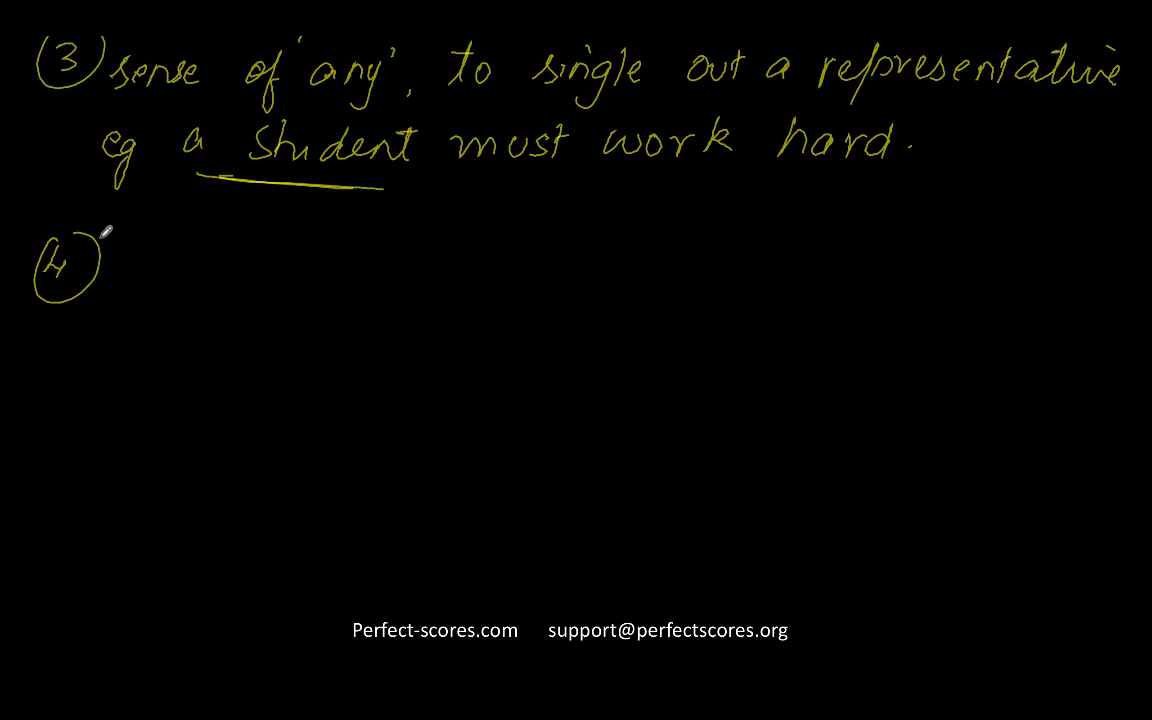 (3) sense of 'any', to single out a representative
eg a student must work hard.
(4)
Perfect-scores.com support@perfectscores.org